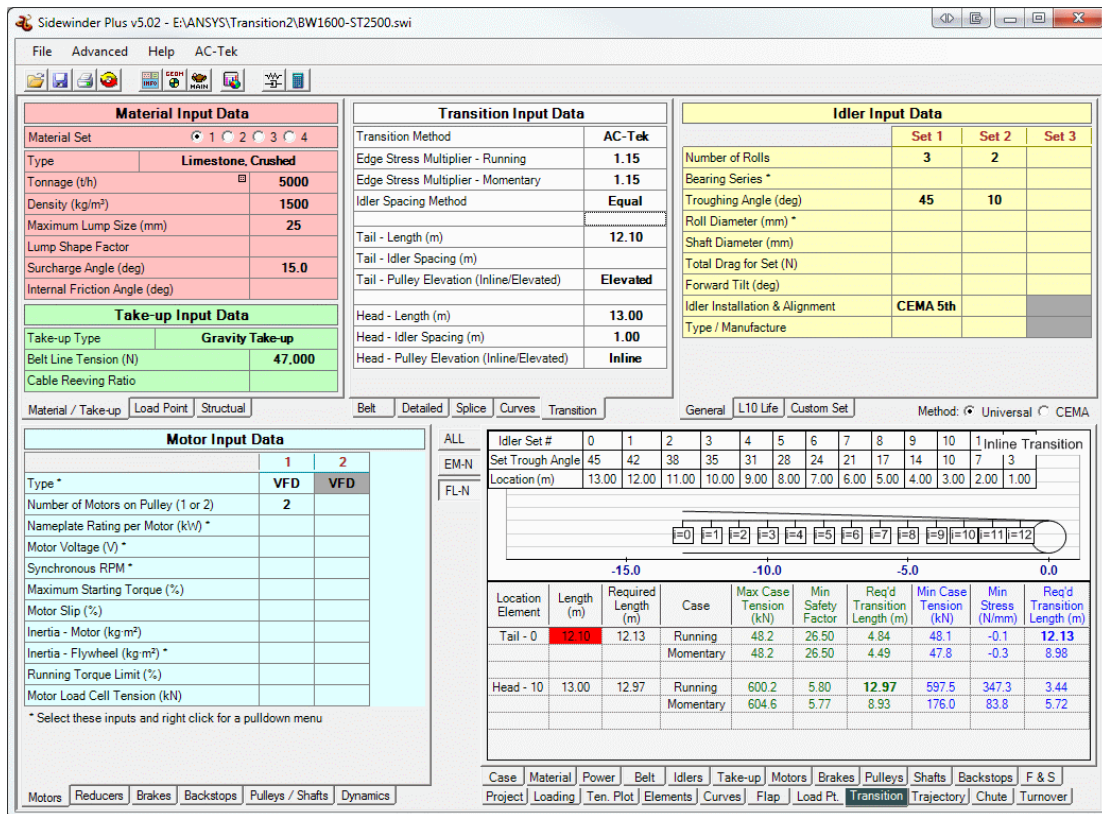 Sidewinder Plus v5.02 - E:\ANSYS\Transition2\BW1600-ST2500.swi
File Advanced Help AC-Tek
INFO GEOM MAIN
Material Input Data
Material Set 1 2 3 4
Type Limestone, Crushed
Tonnage (t/h) 5000
Density (kg/m³) 1500
Maximum Lump Size (mm) 25
Lump Shape Factor
Surcharge Angle (deg) 15.0
Internal Friction Angle (deg)
Take-up Input Data
Take-up Type Gravity Take-up
Belt Line Tension (N) 47,000
Cable Reeving Ratio
Material / Take-up Load Point Structual
Transition Input Data
Transition Method AC-Tek
Edge Stress Multiplier - Running 1.15
Edge Stress Multiplier - Momentary 1.15
Idler Spacing Method Equal
Tail - Length (m) 12.10
Tail - Idler Spacing (m)
Tail - Pulley Elevation (Inline/Elevated) Elevated
Head - Length (m) 13.00
Head - Idler Spacing (m) 1.00
Head - Pulley Elevation (Inline/Elevated) Inline
Belt Detailed Splice Curves Transition
Idler Input Data
Set 1 Set 2 Set 3
Number of Rolls 3 2
Bearing Series *
Troughing Angle (deg) 45 10
Roll Diameter (mm) *
Shaft Diameter (mm)
Total Drag for Set (N)
Forward Tilt (deg)
Idler Installation & Alignment CEMA 5th
Type / Manufacture
General L10 Life Custom Set Method: Universal CEMA
Motor Input Data
1 2
Type * VFD VFD
Number of Motors on Pulley (1 or 2) 2
Nameplate Rating per Motor (kW) *
Motor Voltage (V) *
Synchronous RPM *
Maximum Starting Torque (%)
Motor Slip (%)
Inertia - Motor (kg·m²)
Inertia - Flywheel (kg·m²) *
Running Torque Limit (%)
Motor Load Cell Tension (kN)
* Select these inputs and right click for a pulldown menu
Motors Reducers Brakes Backstops Pulleys / Shafts Dynamics
ALL
EM-N
FL-N
Idler Set # 0 1 2 3 4 5 6 7 8 9 10 1 Inline Transition
Set Trough Angle 45 42 38 35 31 28 24 21 17 14 10 7 3
Location (m) 13.00 12.00 11.00 10.00 9.00 8.00 7.00 6.00 5.00 4.00 3.00 2.00 1.00
i=0 i=1 i=2 i=3 i=4 i=5 i=6 i=7 i=8 i=9 i=10 i=11 i=12
-15.0 -10.0 -5.0 0.0
Location Element Length (m) Required Length (m) Case Max Case Tension (kN) Min Safety Factor Req'd Transition Length (m) Min Case Tension (kN) Min Stress (N/mm) Req'd Transition Length (m)
Tail - 0 12.10 12.13 Running 48.2 26.50 4.84 48.1 -0.1 12.13
Momentary 48.2 26.50 4.49 47.8 -0.3 8.98
Head - 10 13.00 12.97 Running 600.2 5.80 12.97 597.5 347.3 3.44
Momentary 604.6 5.77 8.93 176.0 83.8 5.72
Case Material Power Belt Idlers Take-up Motors Brakes Pulleys Shafts Backstops F & S
Project Loading Ten. Plot Elements Curves Flap Load Pt. Transition Trajectory Chute Turnover